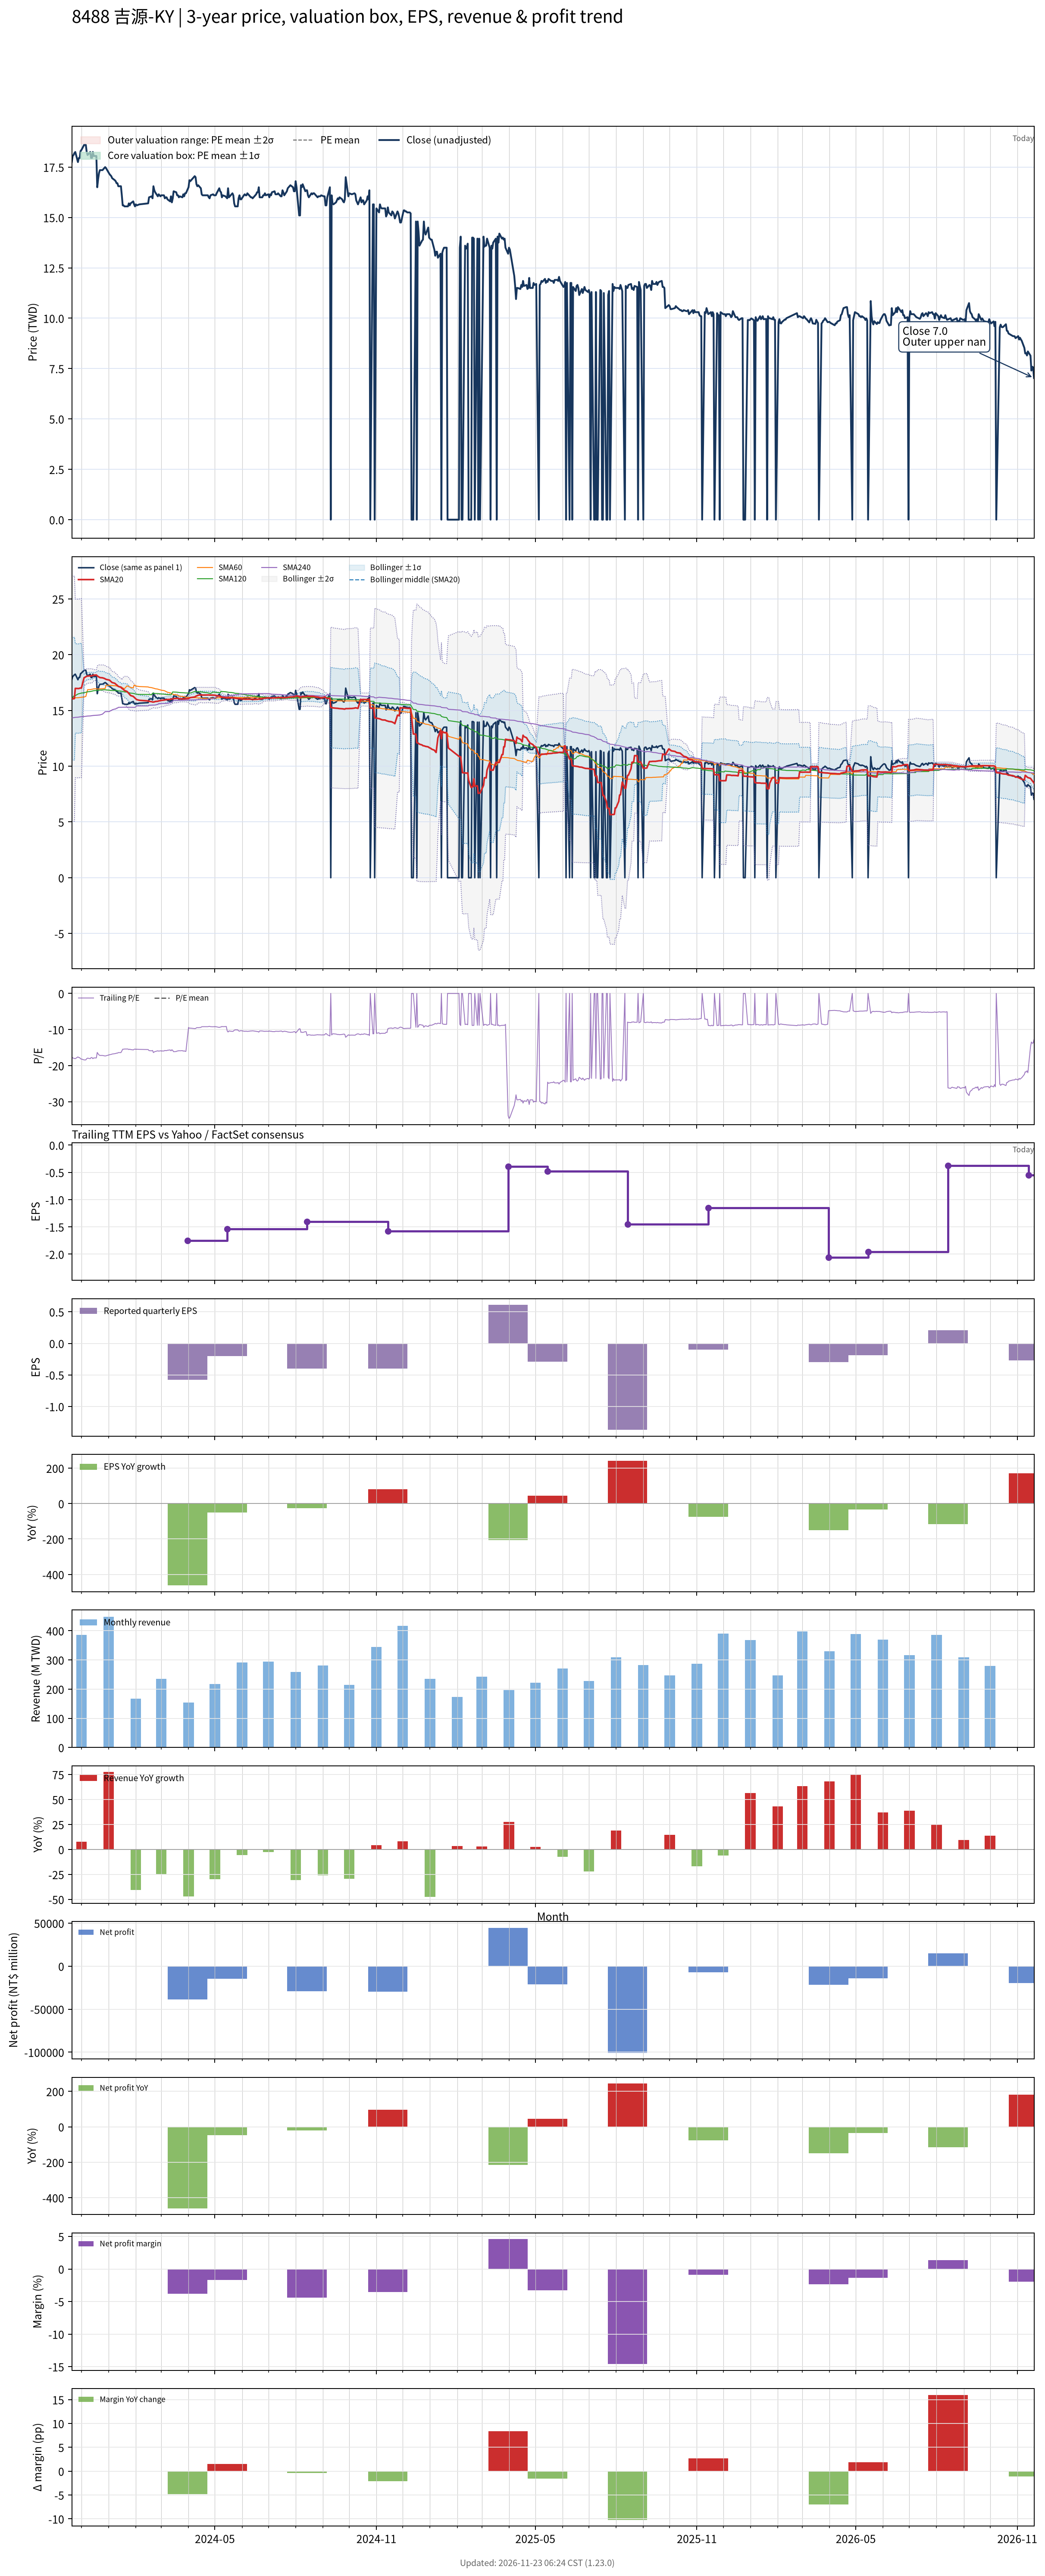 8488 吉源-KY | 3-year price, valuation box, EPS, revenue & profit trend
Outer valuation range: PE mean ±2σ
PE mean
Close (unadjusted)
Core valuation box: PE mean ±1σ
Today
Price (TWD)
17.5
15.0
12.5
10.0
7.5
5.0
2.5
0.0
Close 7.0
Outer upper nan
Close (same as panel 1)
SMA20
SMA60
SMA120
SMA240
Bollinger ±2σ
Bollinger ±1σ
Bollinger middle (SMA20)
Price
25
20
15
10
5
0
-5
Trailing P/E
P/E mean
P/E
0
-10
-20
-30
Trailing TTM EPS vs Yahoo / FactSet consensus
Today
EPS
0.0
-0.5
-1.0
-1.5
-2.0
Reported quarterly EPS
EPS
0.5
0.0
-0.5
-1.0
EPS YoY growth
YoY (%)
200
0
-200
-400
Monthly revenue
Revenue (M TWD)
400
300
200
100
0
Revenue YoY growth
YoY (%)
75
50
25
0
-25
-50
Month
Net profit
Net profit (NT$ million)
50000
0
-50000
-100000
Net profit YoY
YoY (%)
200
0
-200
-400
Net profit margin
Margin (%)
5
0
-5
-10
-15
Margin YoY change
Δ margin (pp)
15
10
5
0
-5
-10
2024-05
2024-11
2025-05
2025-11
2026-05
2026-11
Updated: 2026-11-23 06:24 CST (1.23.0)